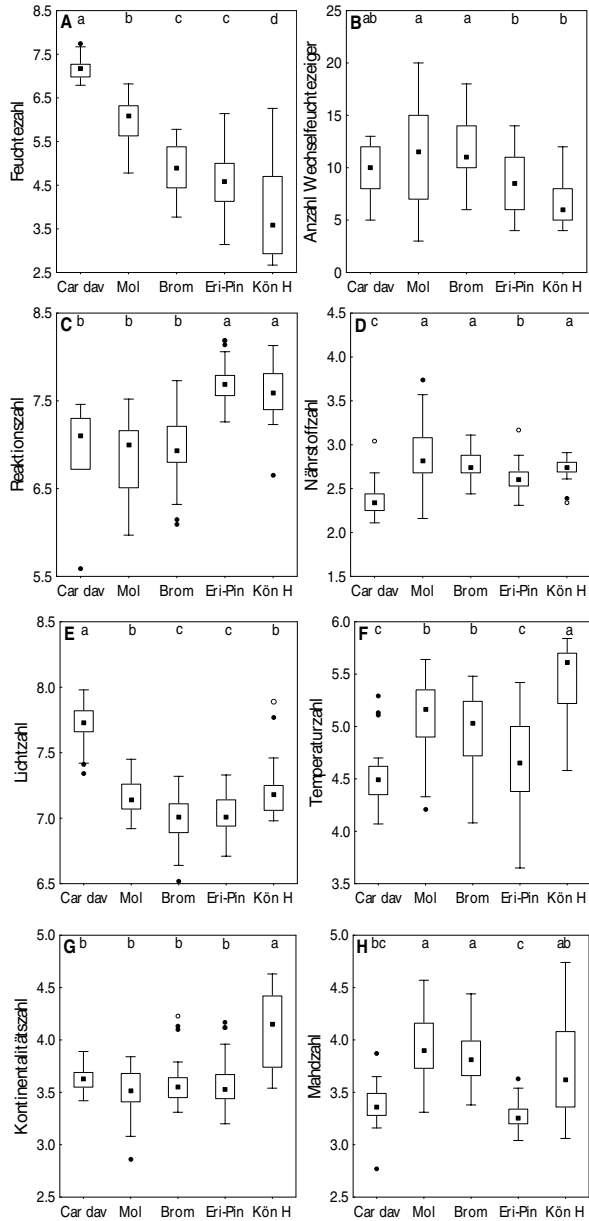 A a b c c d
8.5
7.5
6.5
5.5
4.5
3.5
2.5
Feuchtezahl
Car dav Mol Brom Eri-Pin Kön H
B ab a a b b
25
20
15
10
5
0
Anzahl Wechselfeuchtezeiger
Car dav Mol Brom Eri-Pin Kön H
C b b b a a
8.5
7.5
6.5
5.5
Reaktionszahl
Car dav Mol Brom Eri-Pin Kön H
D c a a b a
4.5
4.0
3.5
3.0
2.5
2.0
1.5
Nährstoffzahl
Car dav Mol Brom Eri-Pin Kön H
E a b c c b
8.5
8.0
7.5
7.0
6.5
Lichtzahl
Car dav Mol Brom Eri-Pin Kön H
F c b b c a
6.0
5.5
5.0
4.5
4.0
3.5
Temperaturzahl
Car dav Mol Brom Eri-Pin Kön H
G b b b b a
5.0
4.5
4.0
3.5
3.0
2.5
Kontinentalitätszahl
Car dav Mol Brom Eri-Pin Kön H
H bc a a c ab
5.0
4.5
4.0
3.5
3.0
2.5
Mahdzahl
Car dav Mol Brom Eri-Pin Kön H